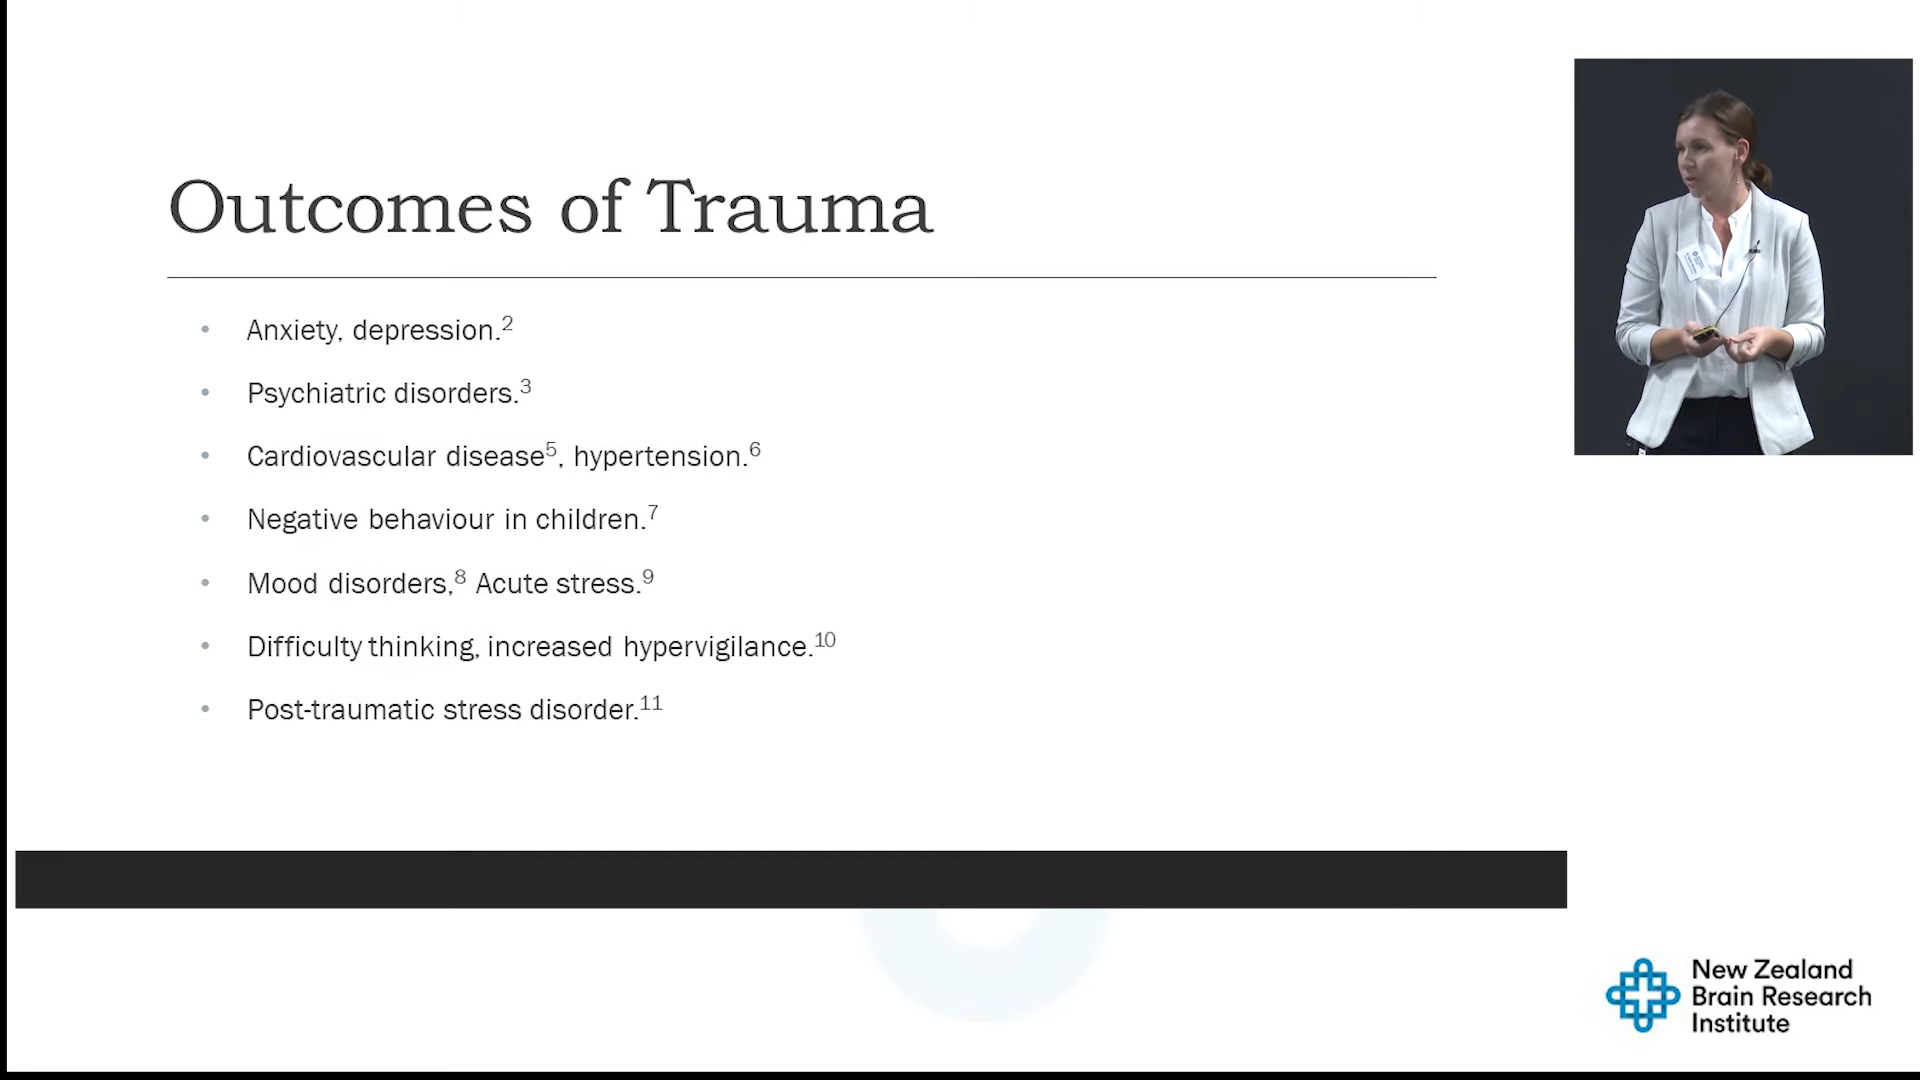 Outcomes of Trauma
• Anxiety, depression.²
• Psychiatric disorders.³
• Cardiovascular disease⁵, hypertension.⁶
• Negative behaviour in children.⁷
• Mood disorders,⁸ Acute stress.⁹
• Difficulty thinking, increased hypervigilance.¹⁰
• Post-traumatic stress disorder.¹¹
New Zealand
Brain Research
Institute